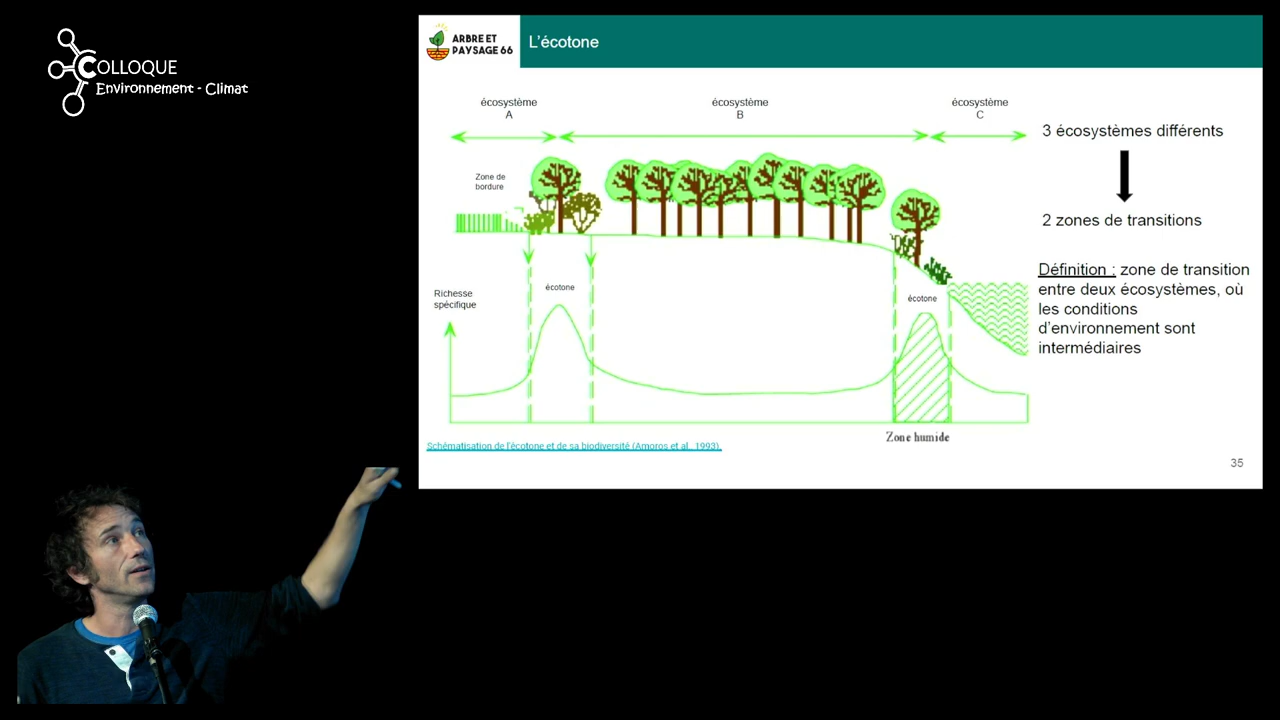 COLLOQUE
Environnement - Climat
ARBRE ET
PAYSAGE 66
L'écotone
écosystème
A
écosystème
B
écosystème
C
Zone de
bordure
Richesse
spécifique
écotone
écotone
Zone humide
Schématisation de l'écotone et de sa biodiversité (Amoros et al., 1993).
3 écosystèmes différents
2 zones de transitions
Définition : zone de transition
entre deux écosystèmes, où
les conditions
d'environnement sont
intermédiaires
35